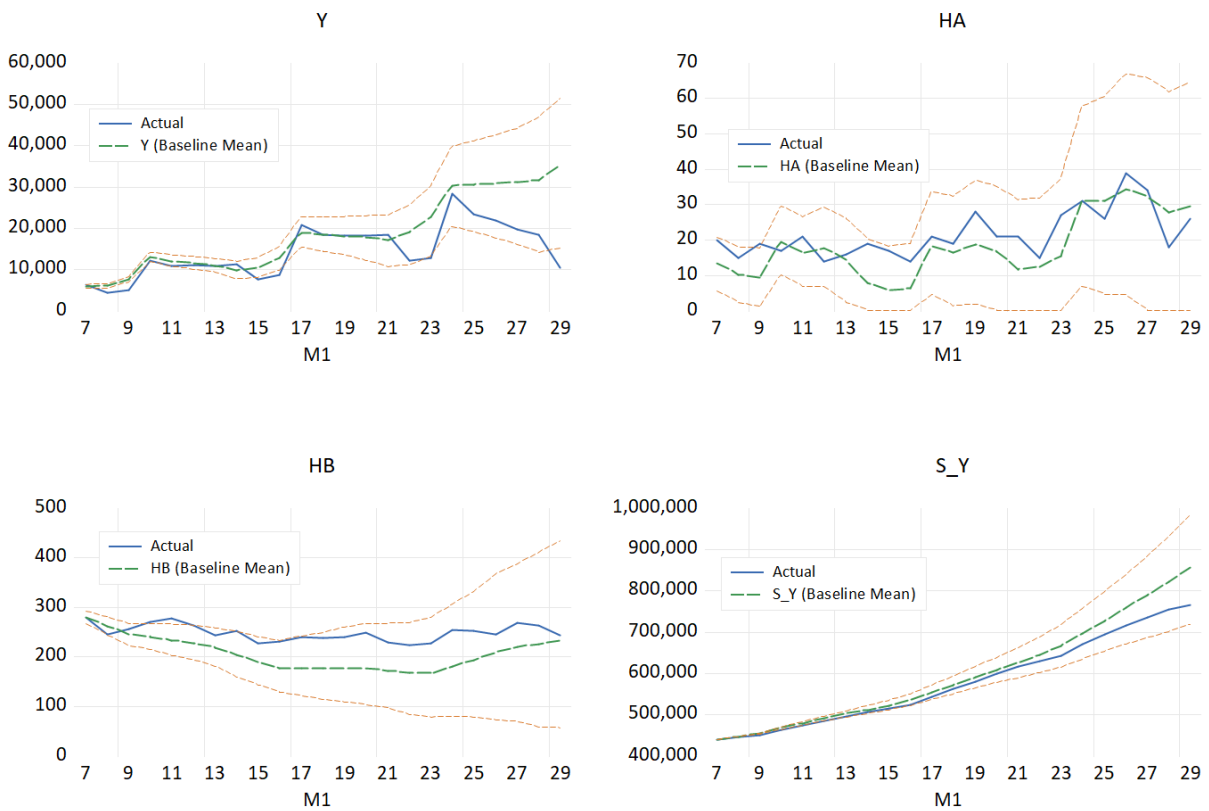 Y
60,000
50,000
40,000
30,000
20,000
10,000
0
Actual
Y (Baseline Mean)
7 9 11 13 15 17 19 21 23 25 27 29
M1
HA
70
60
50
40
30
20
10
0
Actual
HA (Baseline Mean)
7 9 11 13 15 17 19 21 23 25 27 29
M1
HB
500
400
300
200
100
0
Actual
HB (Baseline Mean)
7 9 11 13 15 17 19 21 23 25 27 29
M1
S_Y
1,000,000
900,000
800,000
700,000
600,000
500,000
400,000
Actual
S_Y (Baseline Mean)
7 9 11 13 15 17 19 21 23 25 27 29
M1